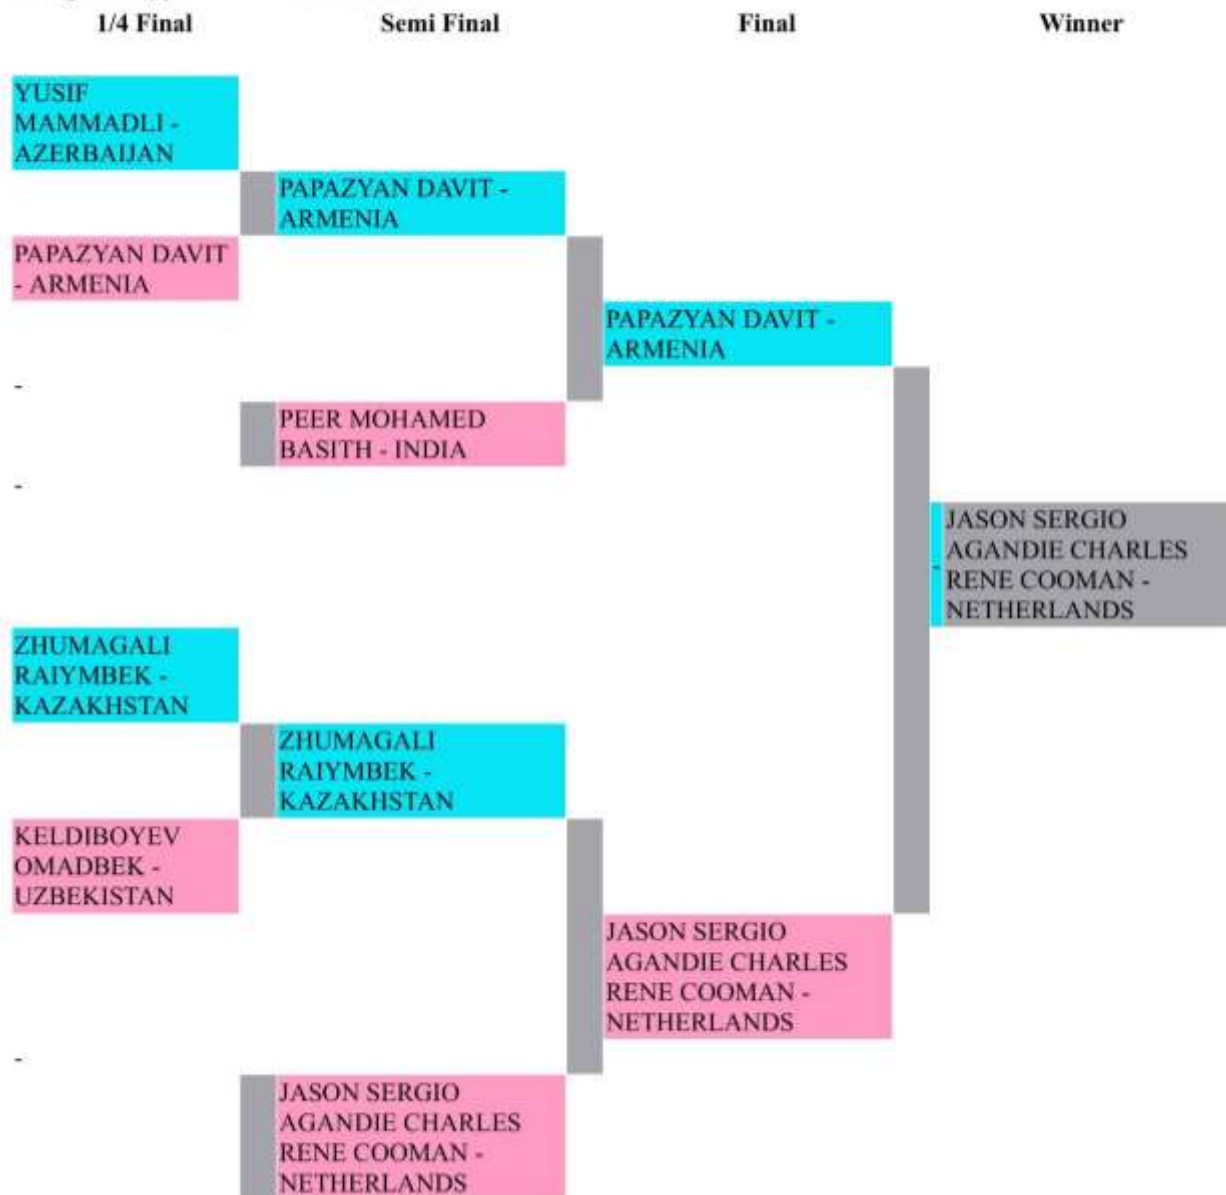 1/4 Final Semi Final Final Winner
YUSIF
MAMMADLI -
AZERBAIJAN
PAPAZYAN DAVIT -
ARMENIA
PAPAZYAN DAVIT
- ARMENIA
PAPAZYAN DAVIT -
ARMENIA
-
PEER MOHAMED
BASITH - INDIA
-
JASON SERGIO
AGANDIE CHARLES
RENE COOMAN -
NETHERLANDS
-
ZHUMAGALI
RAIYMBEK -
KAZAKHSTAN
ZHUMAGALI
RAIYMBEK -
KAZAKHSTAN
KELDIBOYEV
OMADBEK -
UZBEKISTAN
JASON SERGIO
AGANDIE CHARLES
RENE COOMAN -
NETHERLANDS
-
JASON SERGIO
AGANDIE CHARLES
RENE COOMAN -
NETHERLANDS